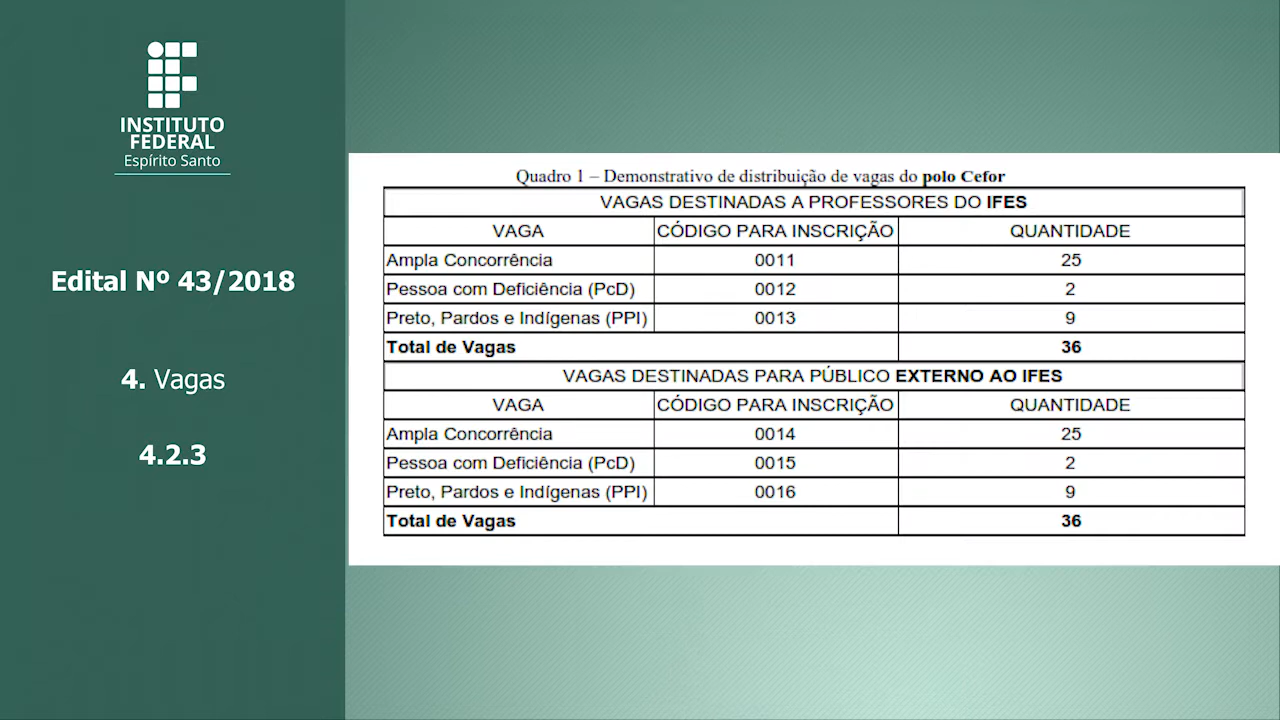 INSTITUTO
FEDERAL
Espírito Santo
Edital Nº 43/2018
4. Vagas
4.2.3
Quadro 1 – Demonstrativo de distribuição de vagas do polo Cefor
VAGAS DESTINADAS A PROFESSORES DO IFES
VAGA CÓDIGO PARA INSCRIÇÃO QUANTIDADE
Ampla Concorrência 0011 25
Pessoa com Deficiência (PcD) 0012 2
Preto, Pardos e Indígenas (PPI) 0013 9
Total de Vagas 36
VAGAS DESTINADAS PARA PÚBLICO EXTERNO AO IFES
VAGA CÓDIGO PARA INSCRIÇÃO QUANTIDADE
Ampla Concorrência 0014 25
Pessoa com Deficiência (PcD) 0015 2
Preto, Pardos e Indígenas (PPI) 0016 9
Total de Vagas 36